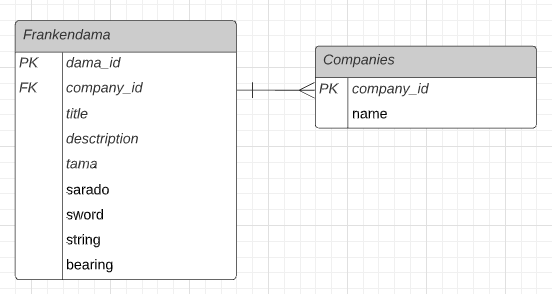 Frankendama
PK dama_id
FK company_id
title
desctription
tama
sarado
sword
string
bearing
Companies
PK company_id
name